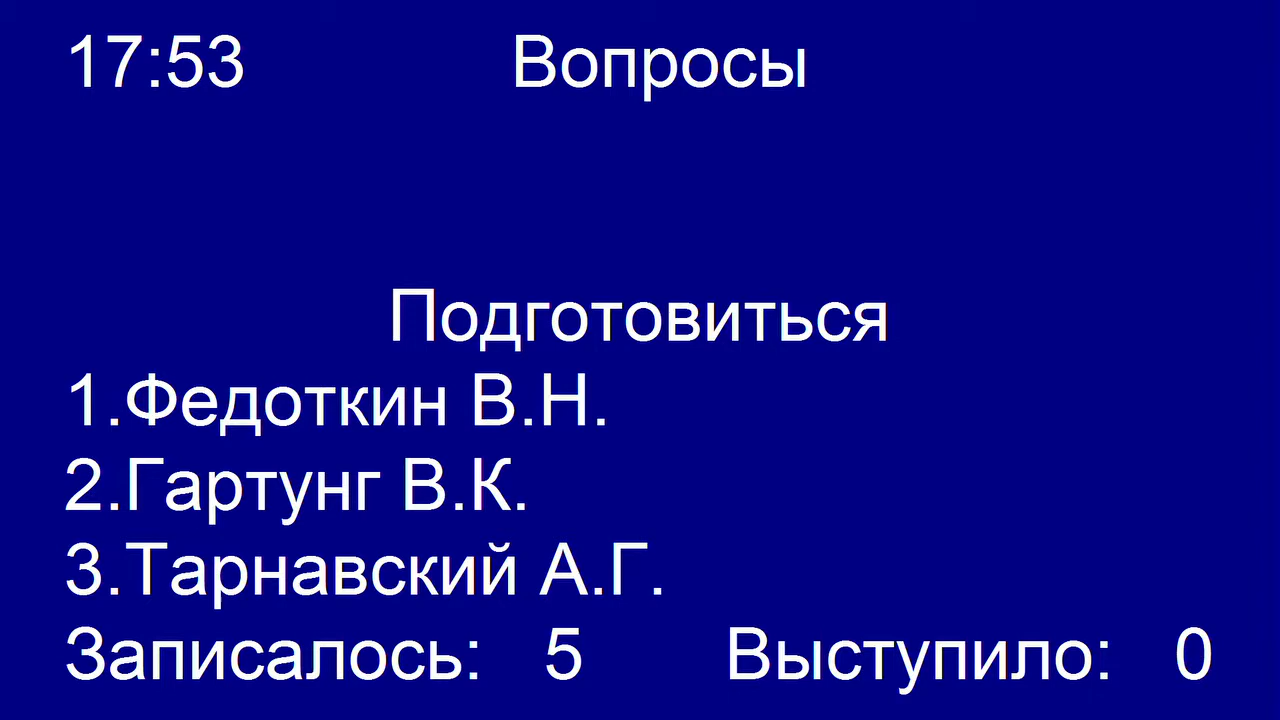 17:53 Вопросы
Подготовиться
1.Федоткин В.Н.
2.Гартунг В.К.
3.Тарнавский А.Г.
Записалось: 5 Выступило: 0